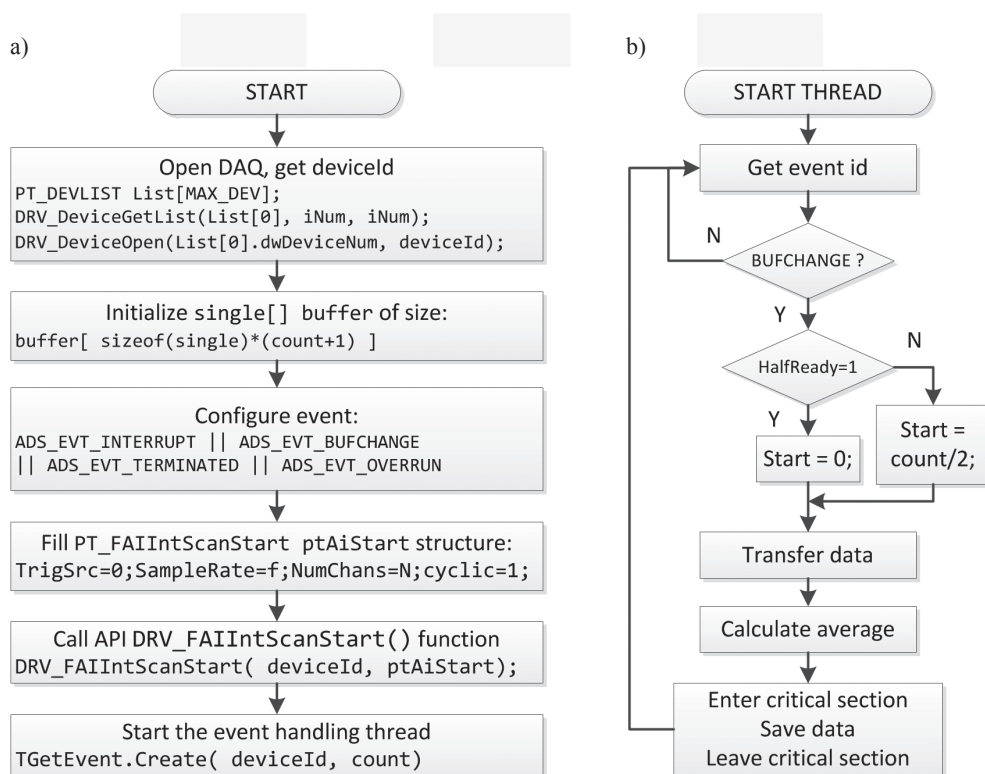 a)
START
Open DAQ, get deviceId
PT_DEVLIST List[MAX_DEV];
DRV_DeviceGetList(List[0], iNum, iNum);
DRV_DeviceOpen(List[0].dwDeviceNum, deviceId);
Initialize single[] buffer of size:
buffer[ sizeof(single)*(count+1) ]
Configure event:
ADS_EVT_INTERRUPT || ADS_EVT_BUFCHANGE
|| ADS_EVT_TERMINATED || ADS_EVT_OVERRUN
Fill PT_FAIIntScanStart ptAiStart structure:
TrigSrc=0;SampleRate=f;NumChans=N;cyclic=1;
Call API DRV_FAIIntScanStart() function
DRV_FAIIntScanStart( deviceId, ptAiStart);
Start the event handling thread
TGetEvent.Create( deviceId, count)
b)
START THREAD
Get event id
N
BUFCHANGE ?
Y
N
HalfReady=1
Y
Start = 0;
Start =
count/2;
Transfer data
Calculate average
Enter critical section
Save data
Leave critical section